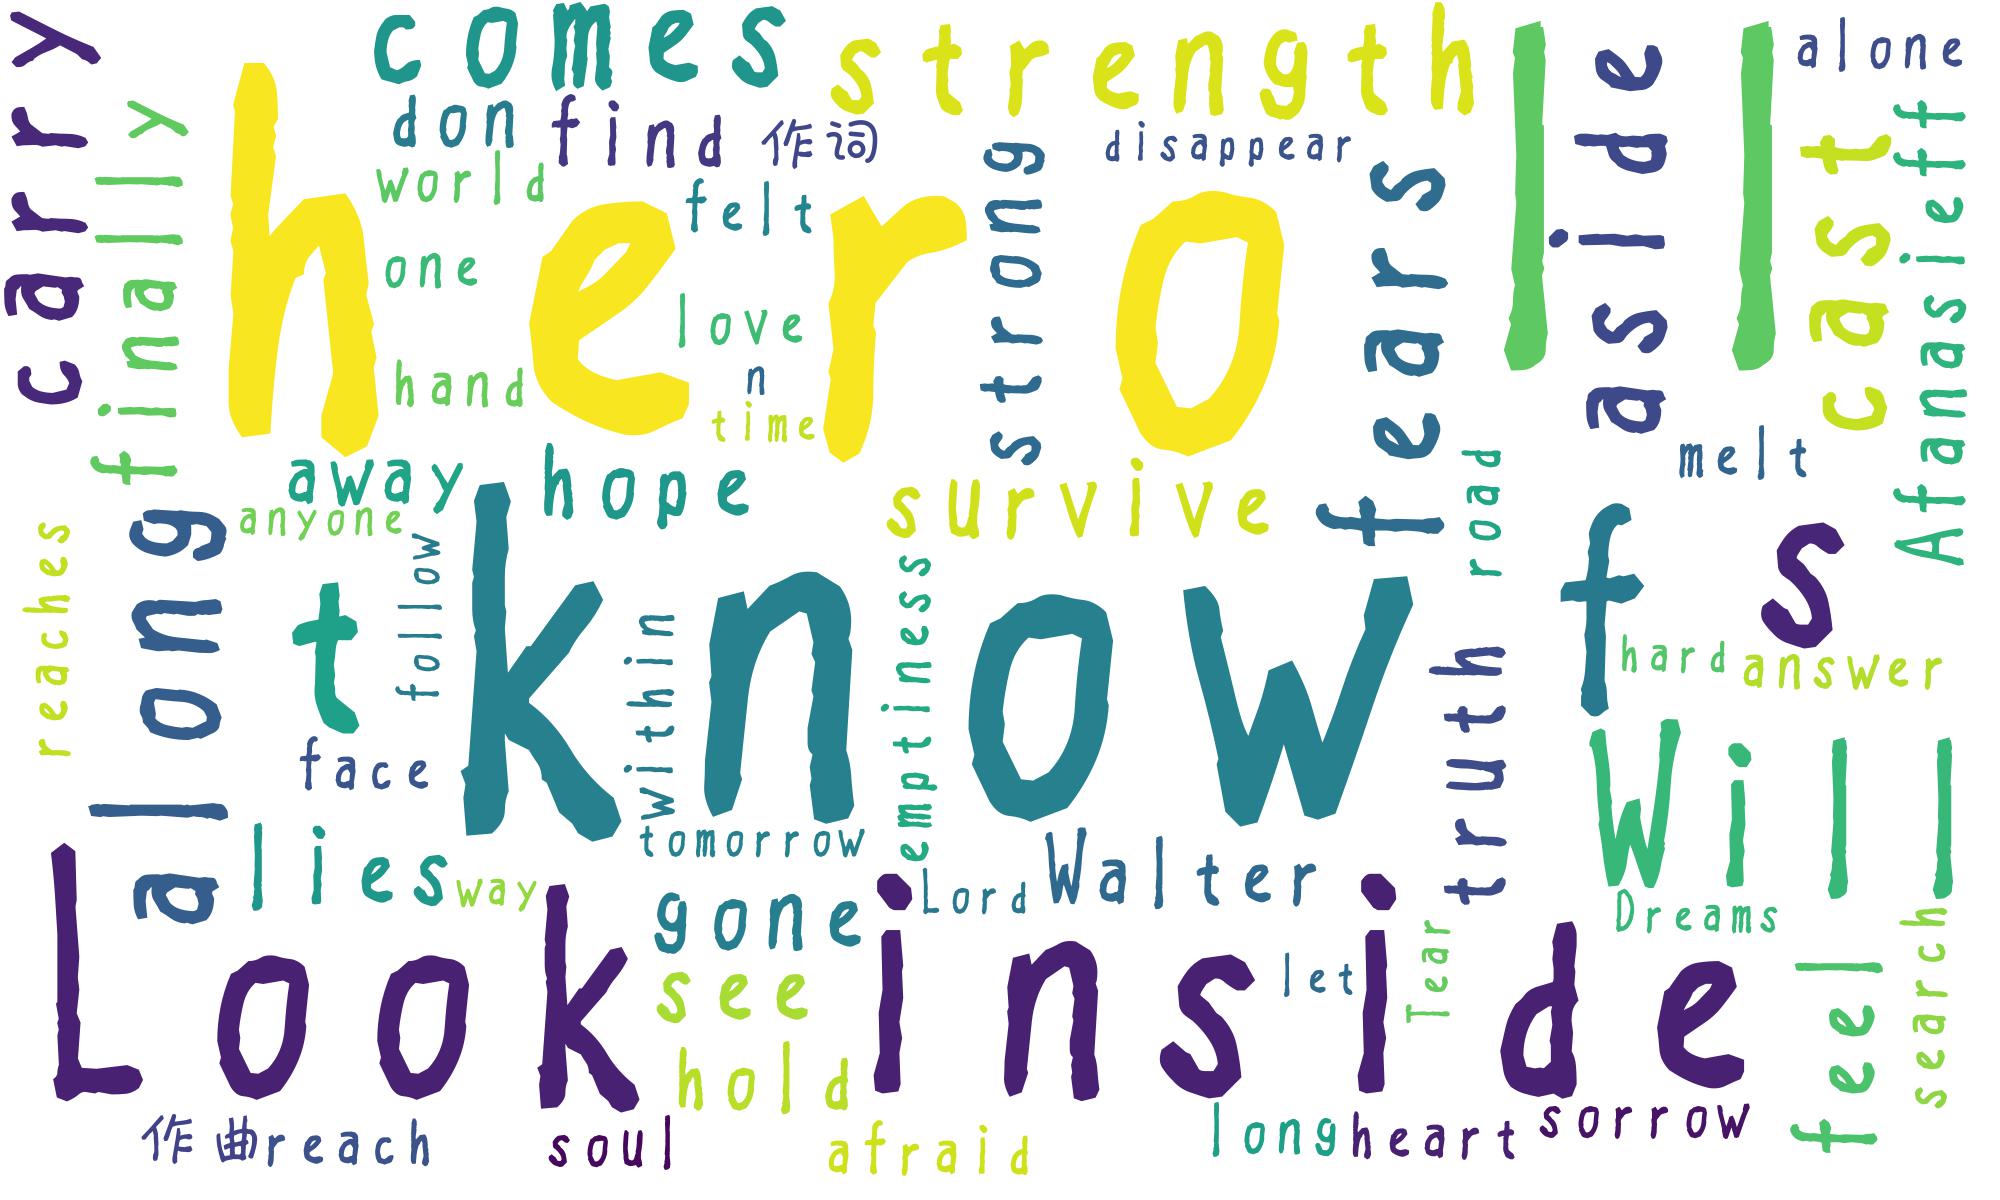 carry
finally
comes
strength
ll
aside
alone
don
find
作词
disappear
cast
Afanasieff
world
felt
strong
fears
hero
one
love
hand
n
time
melt
away
hope
survive
road
anyone
reaches
along
follow
t
know
within
emptiness
truth
f
s
hard
answer
face
Will
tomorrow
lies
way
gone
Lord
Walter
Dreams
search
Look
inside
see
let
Tear
feel
hold
作曲
reach
soul
afraid
long
heart
sorrow